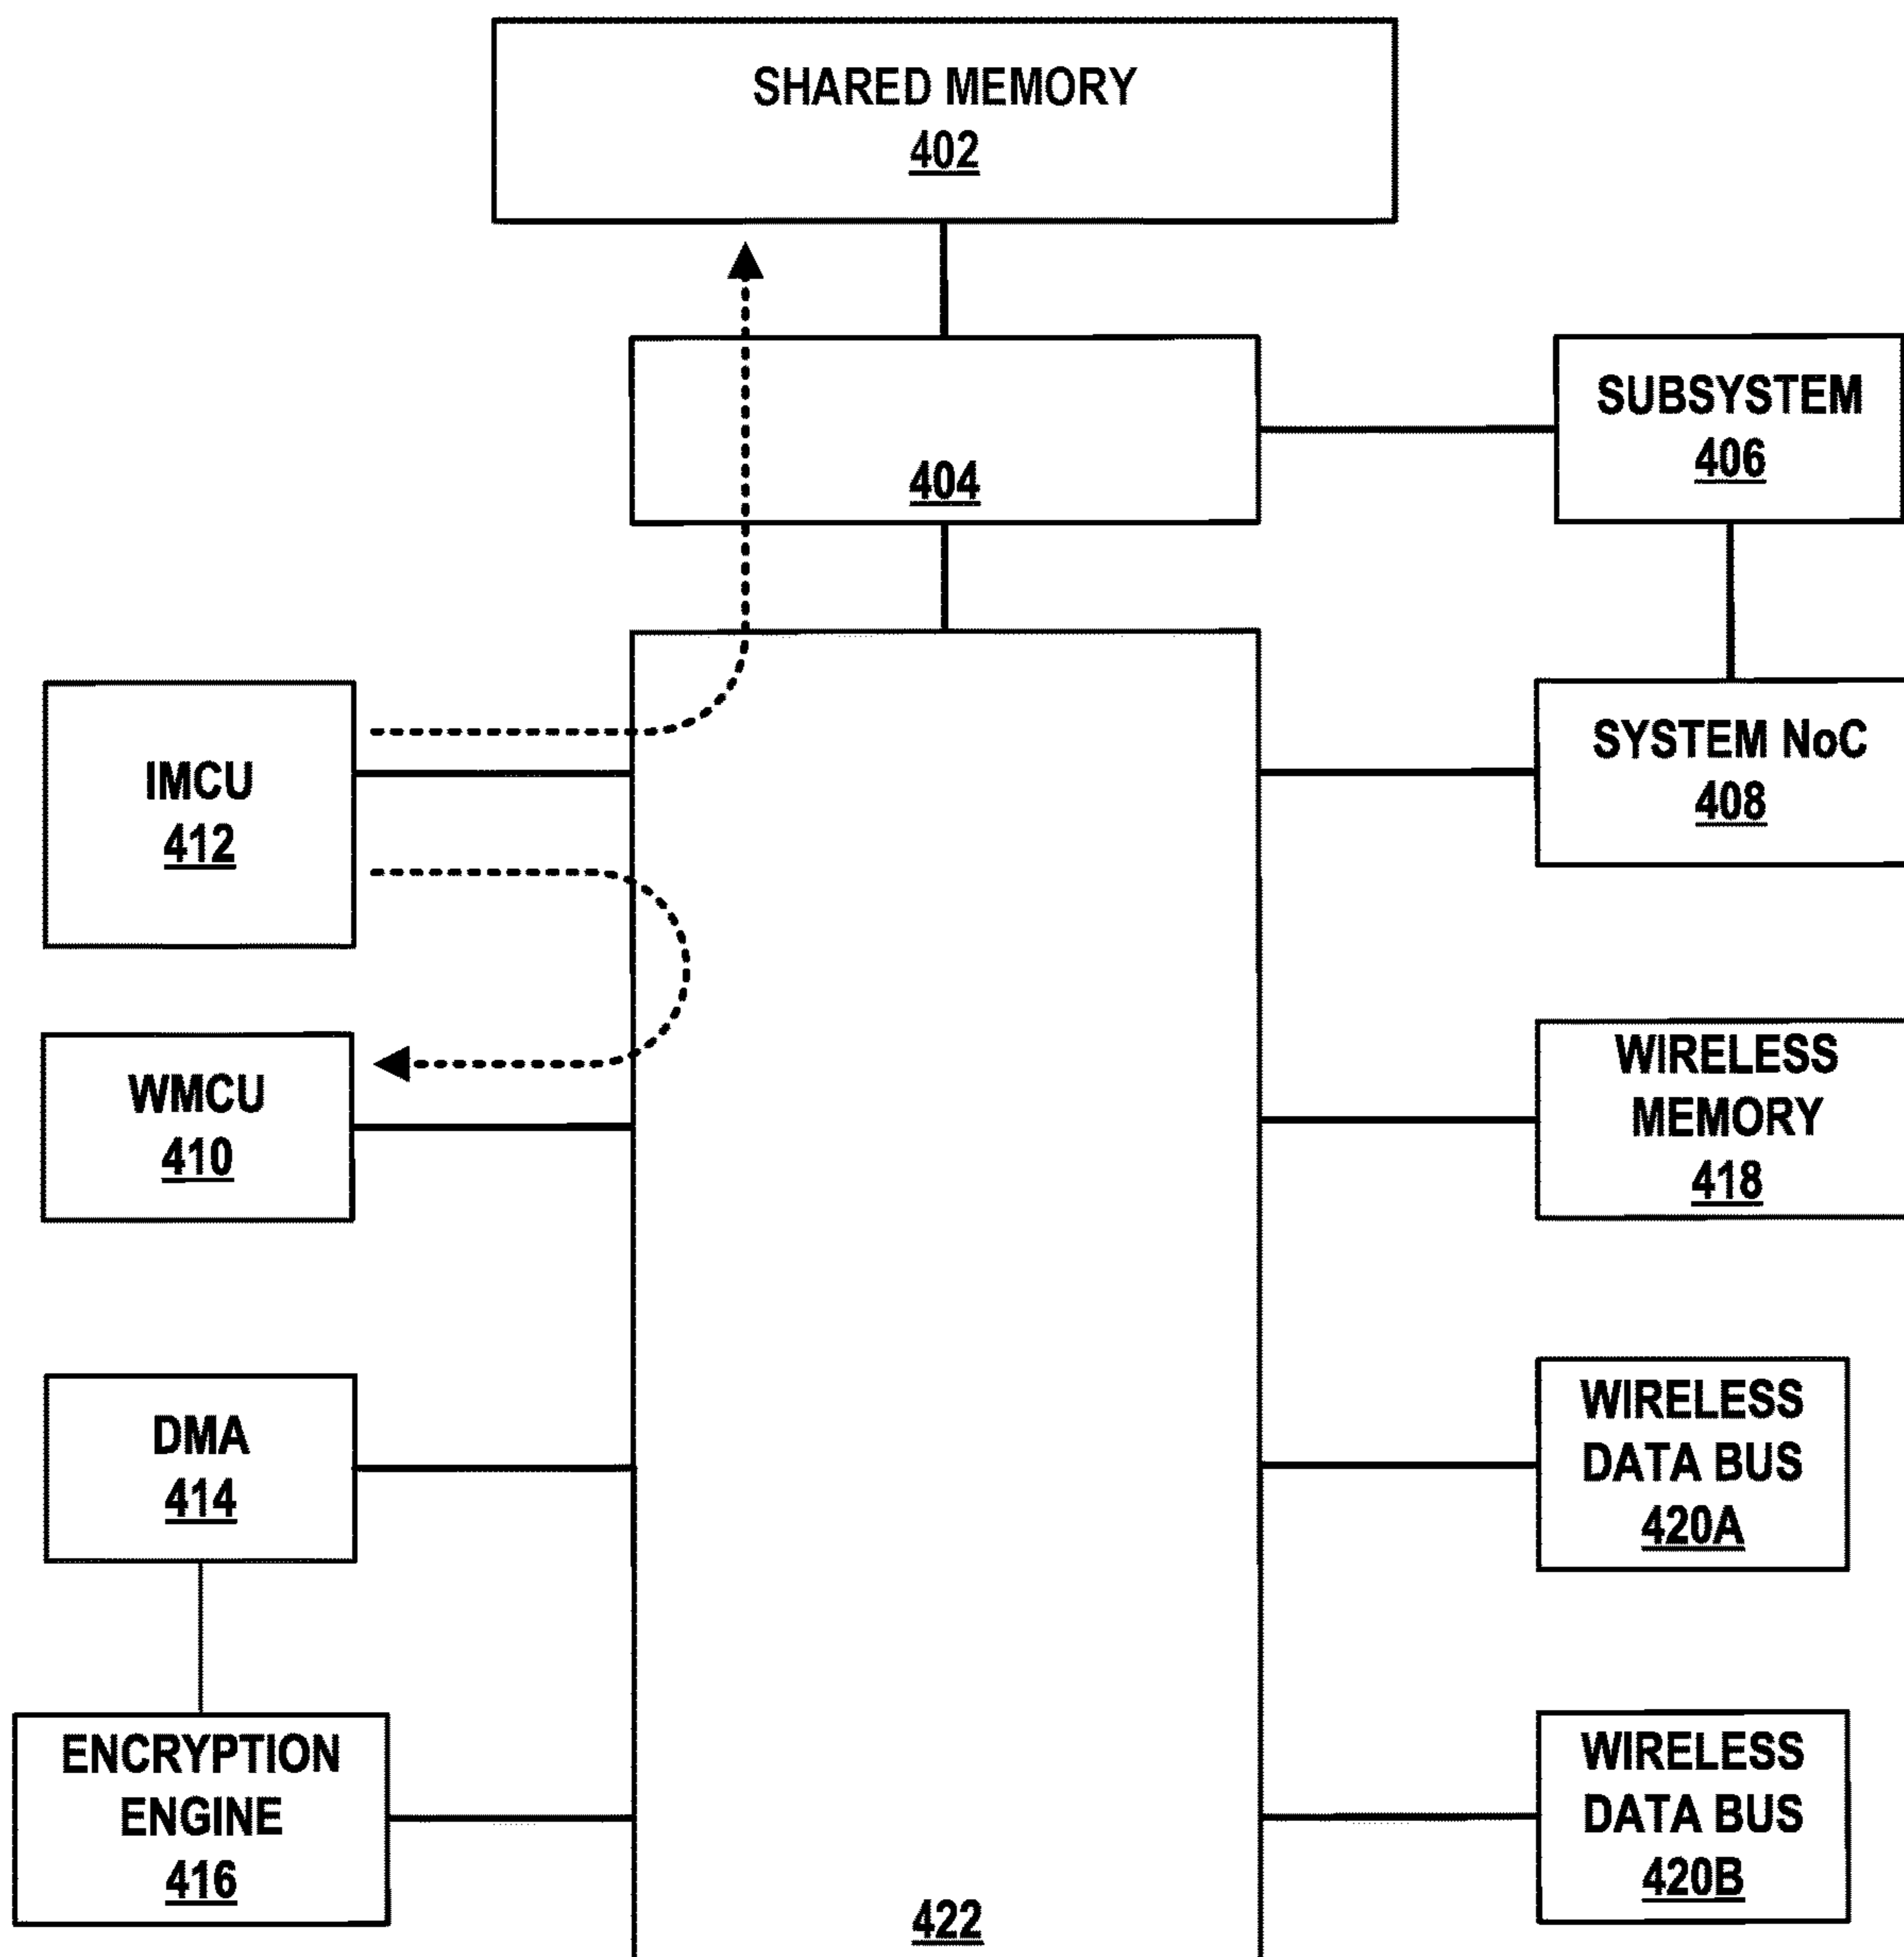 SHARED MEMORY
402
404
SUBSYSTEM
406
IMCU
412
SYSTEM NoC
408
WMCU
410
WIRELESS
MEMORY
418
DMA
414
WIRELESS
DATA BUS
420A
ENCRYPTION
ENGINE
416
WIRELESS
DATA BUS
420B
422